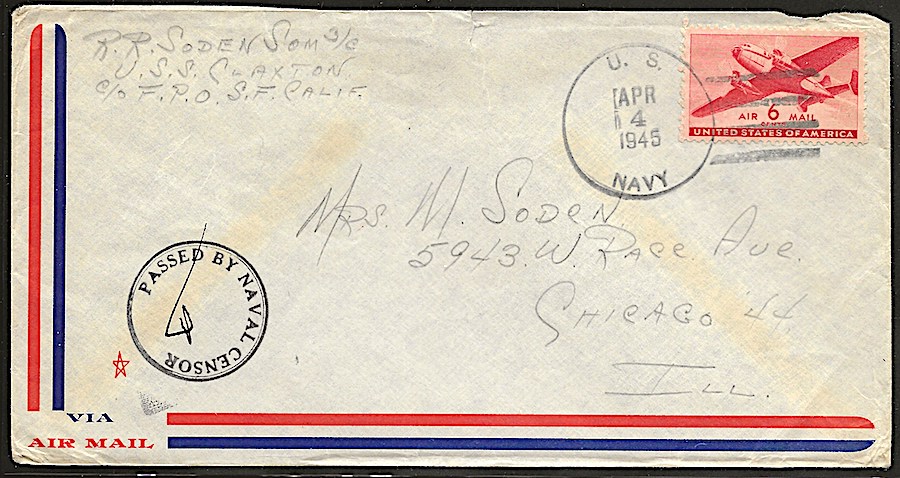 R. R. SODEN SOM 3/C
U.S.S. CLAXTON
C/O F.P.O. S.F. CALIF.
U. S.
APR
4
1945
NAVY
AIR 6 MAIL
UNITED STATES OF AMERICA
MRS. M. SODEN
5943 W. RACE AVE.
CHICAGO 44.
ILL.
PASSED BY NAVAL CENSOR
VIA
AIR MAIL